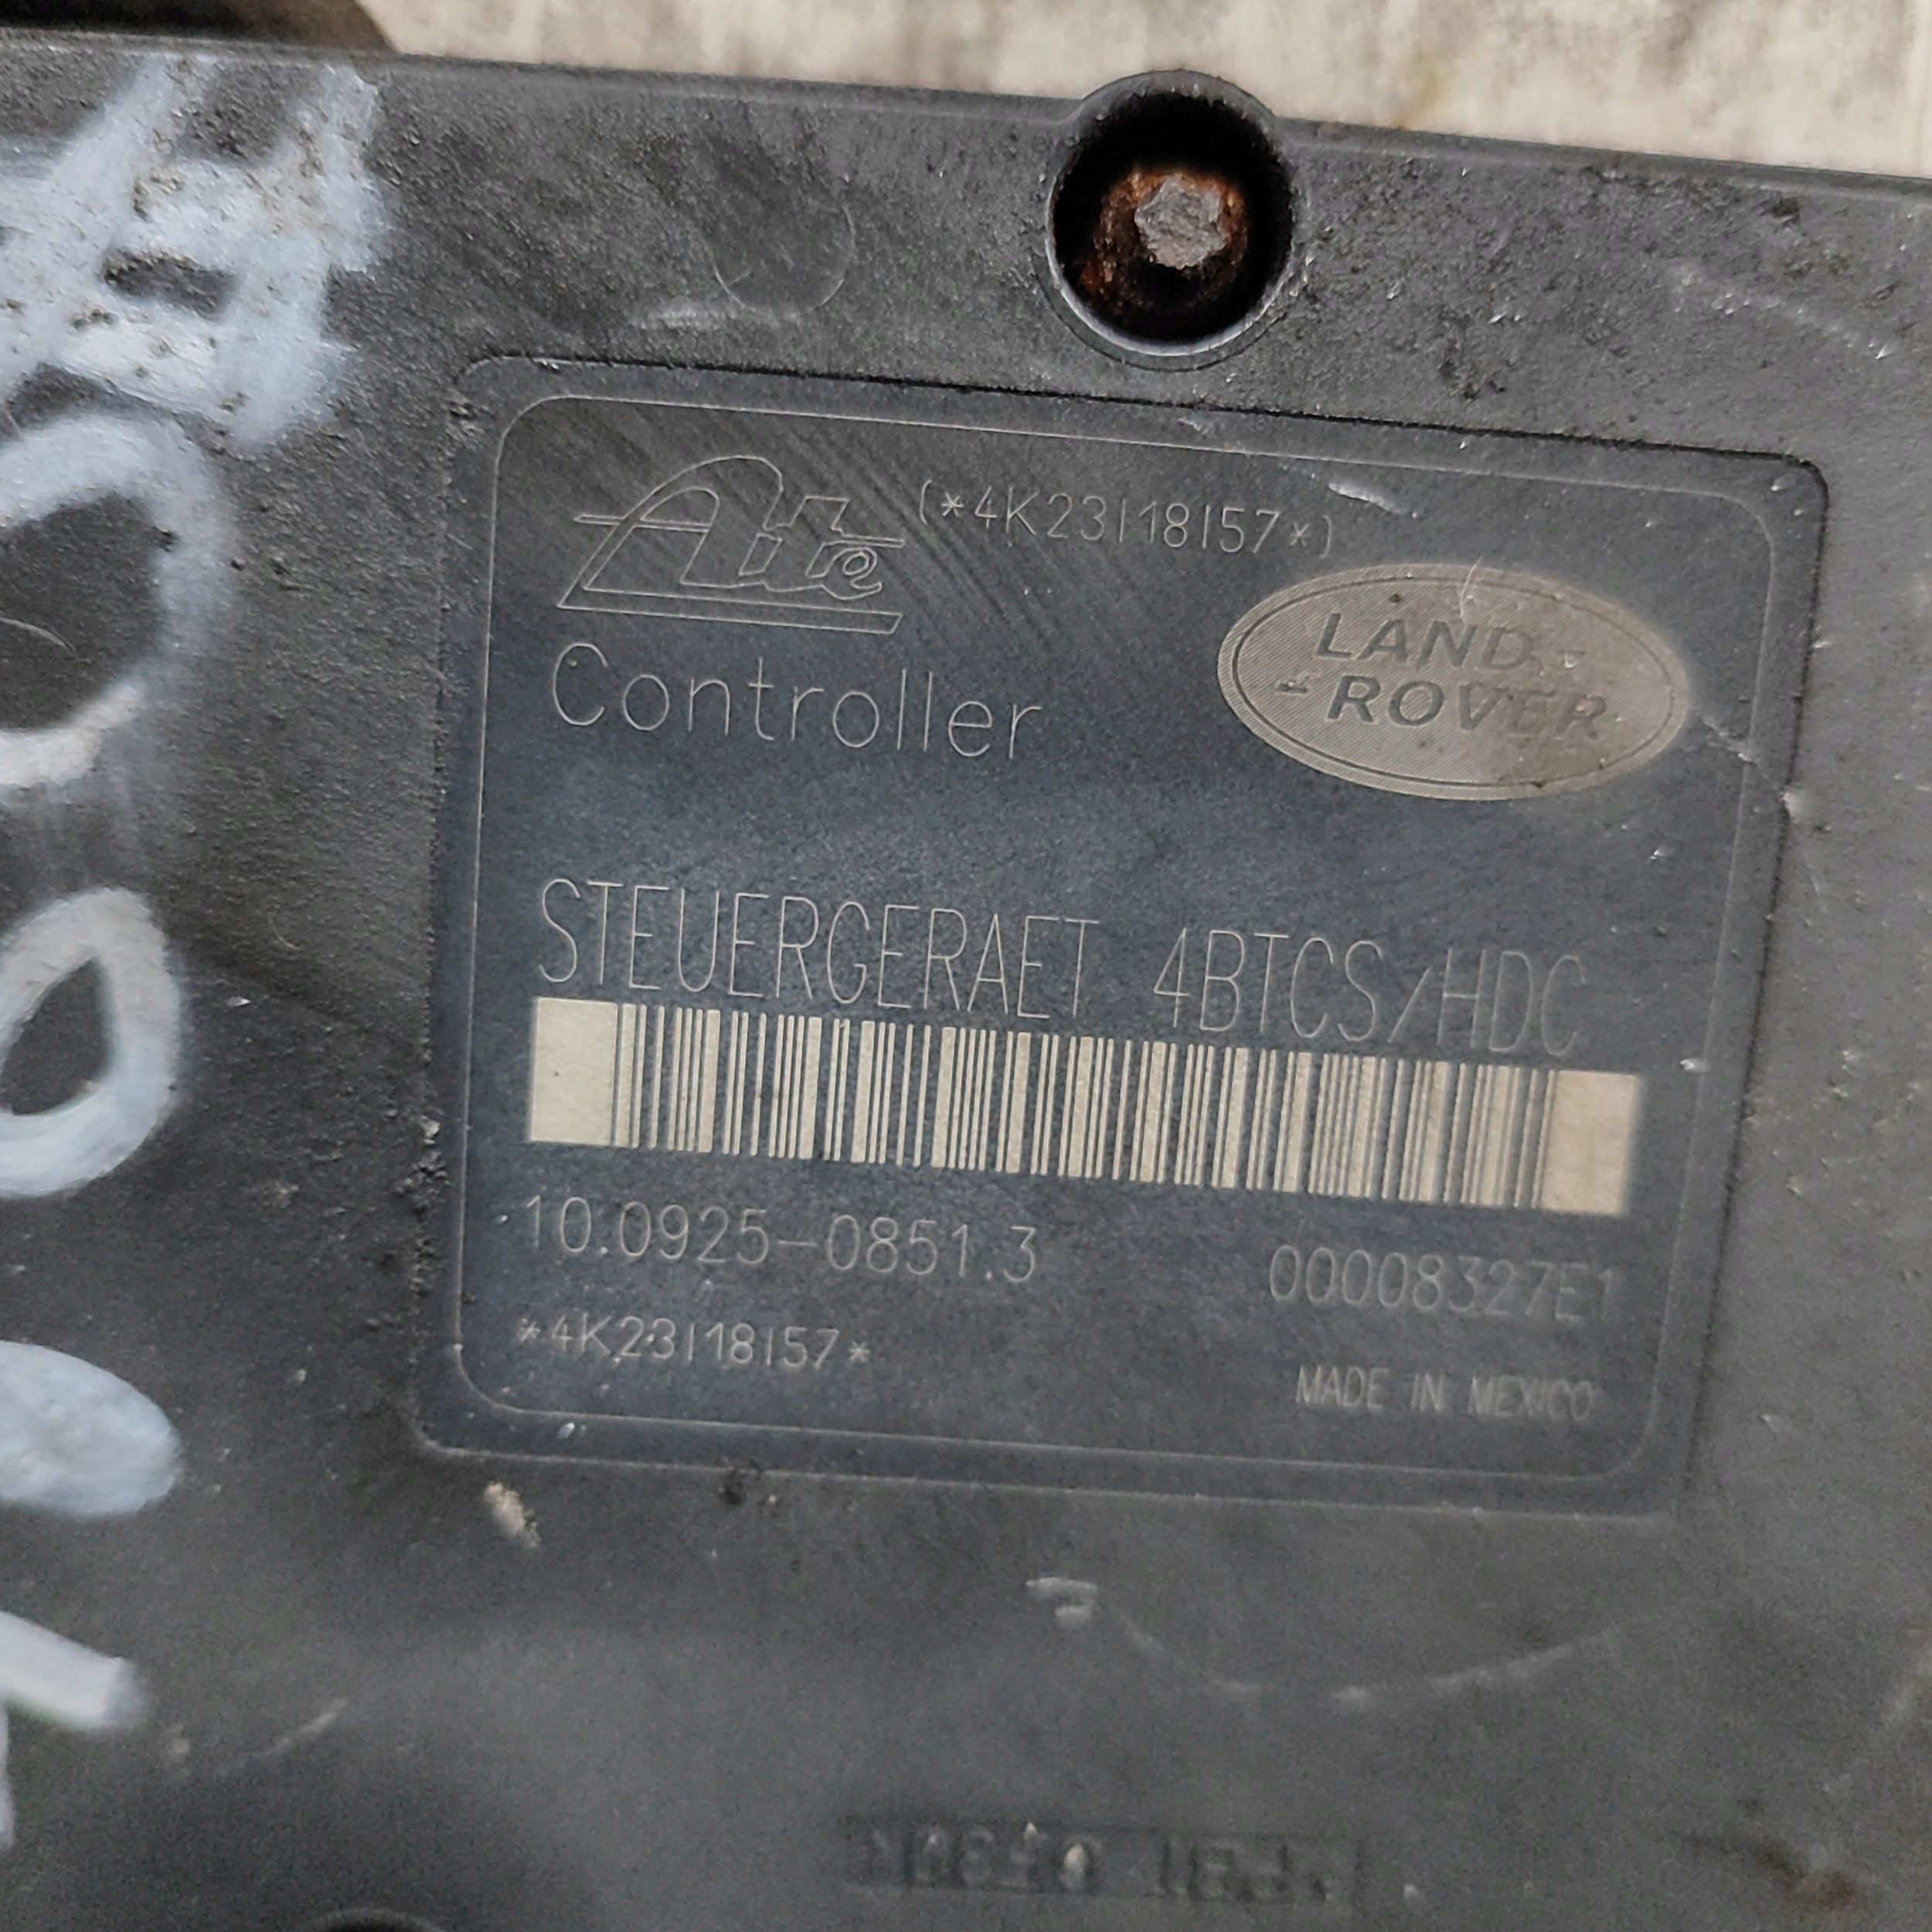 Ate (*4K23118157*)
LAND
ROVER
Controller
STEUERGERAET 4BTCS/HDC
10.0925-0851.3 00008327E1
*4K23118157*
MADE IN MEXICO